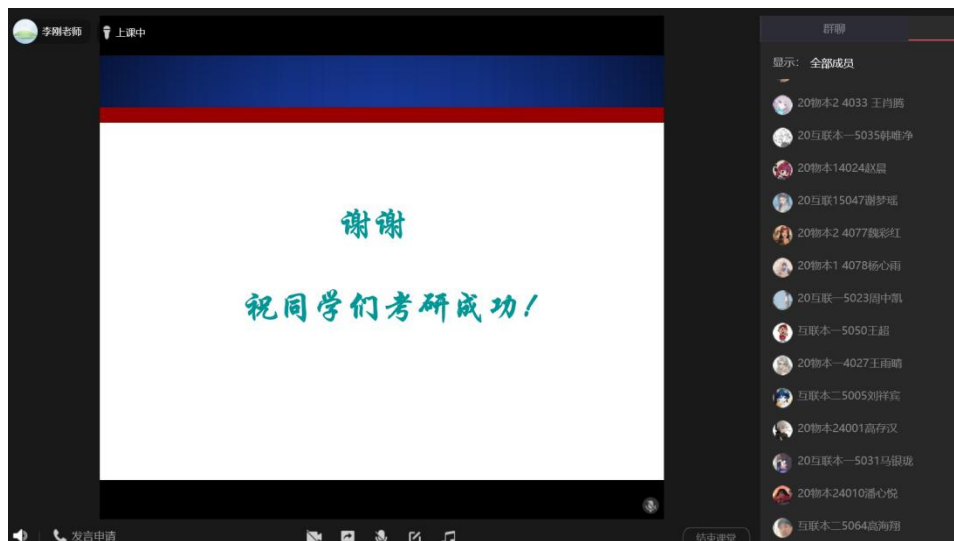 李刚老师
上课中
谢谢
祝同学们考研成功!
群聊
显示: 全部成员
20物本2 4033 王肖腾
20互联本一5035韩唯净
20物本14024赵晨
20互联15047谢梦瑶
20物本2 4077魏彩红
20物本1 4078杨心雨
20互联一5023周中凯
互联本一5050王超
20物本一4027王雨晴
互联本二5005刘祥宾
20物本24001高存汉
20互联本一5031马银珑
20物本24010潘心悦
互联本二5064高海翔
发言申请
结束课堂